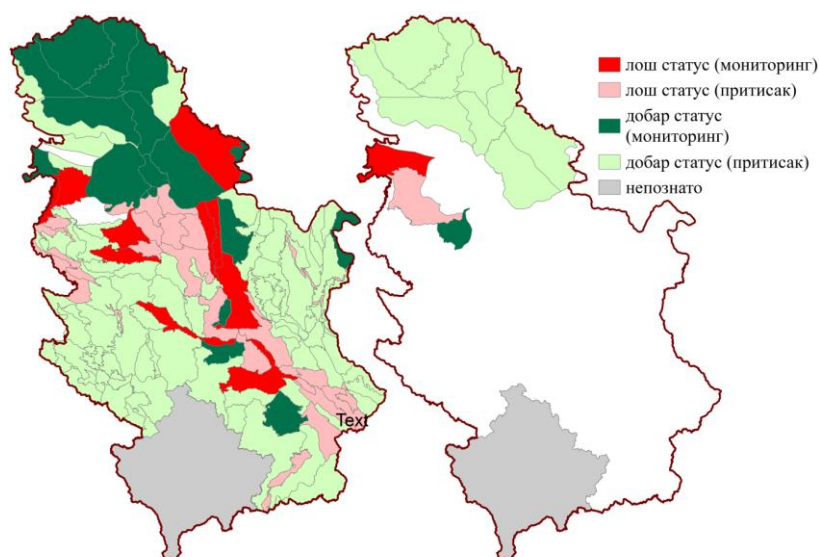 лош статус (мониторинг)
лош статус (притисак)
добар статус
(мониторинг)
добар статус (притисак)
непознато
Text